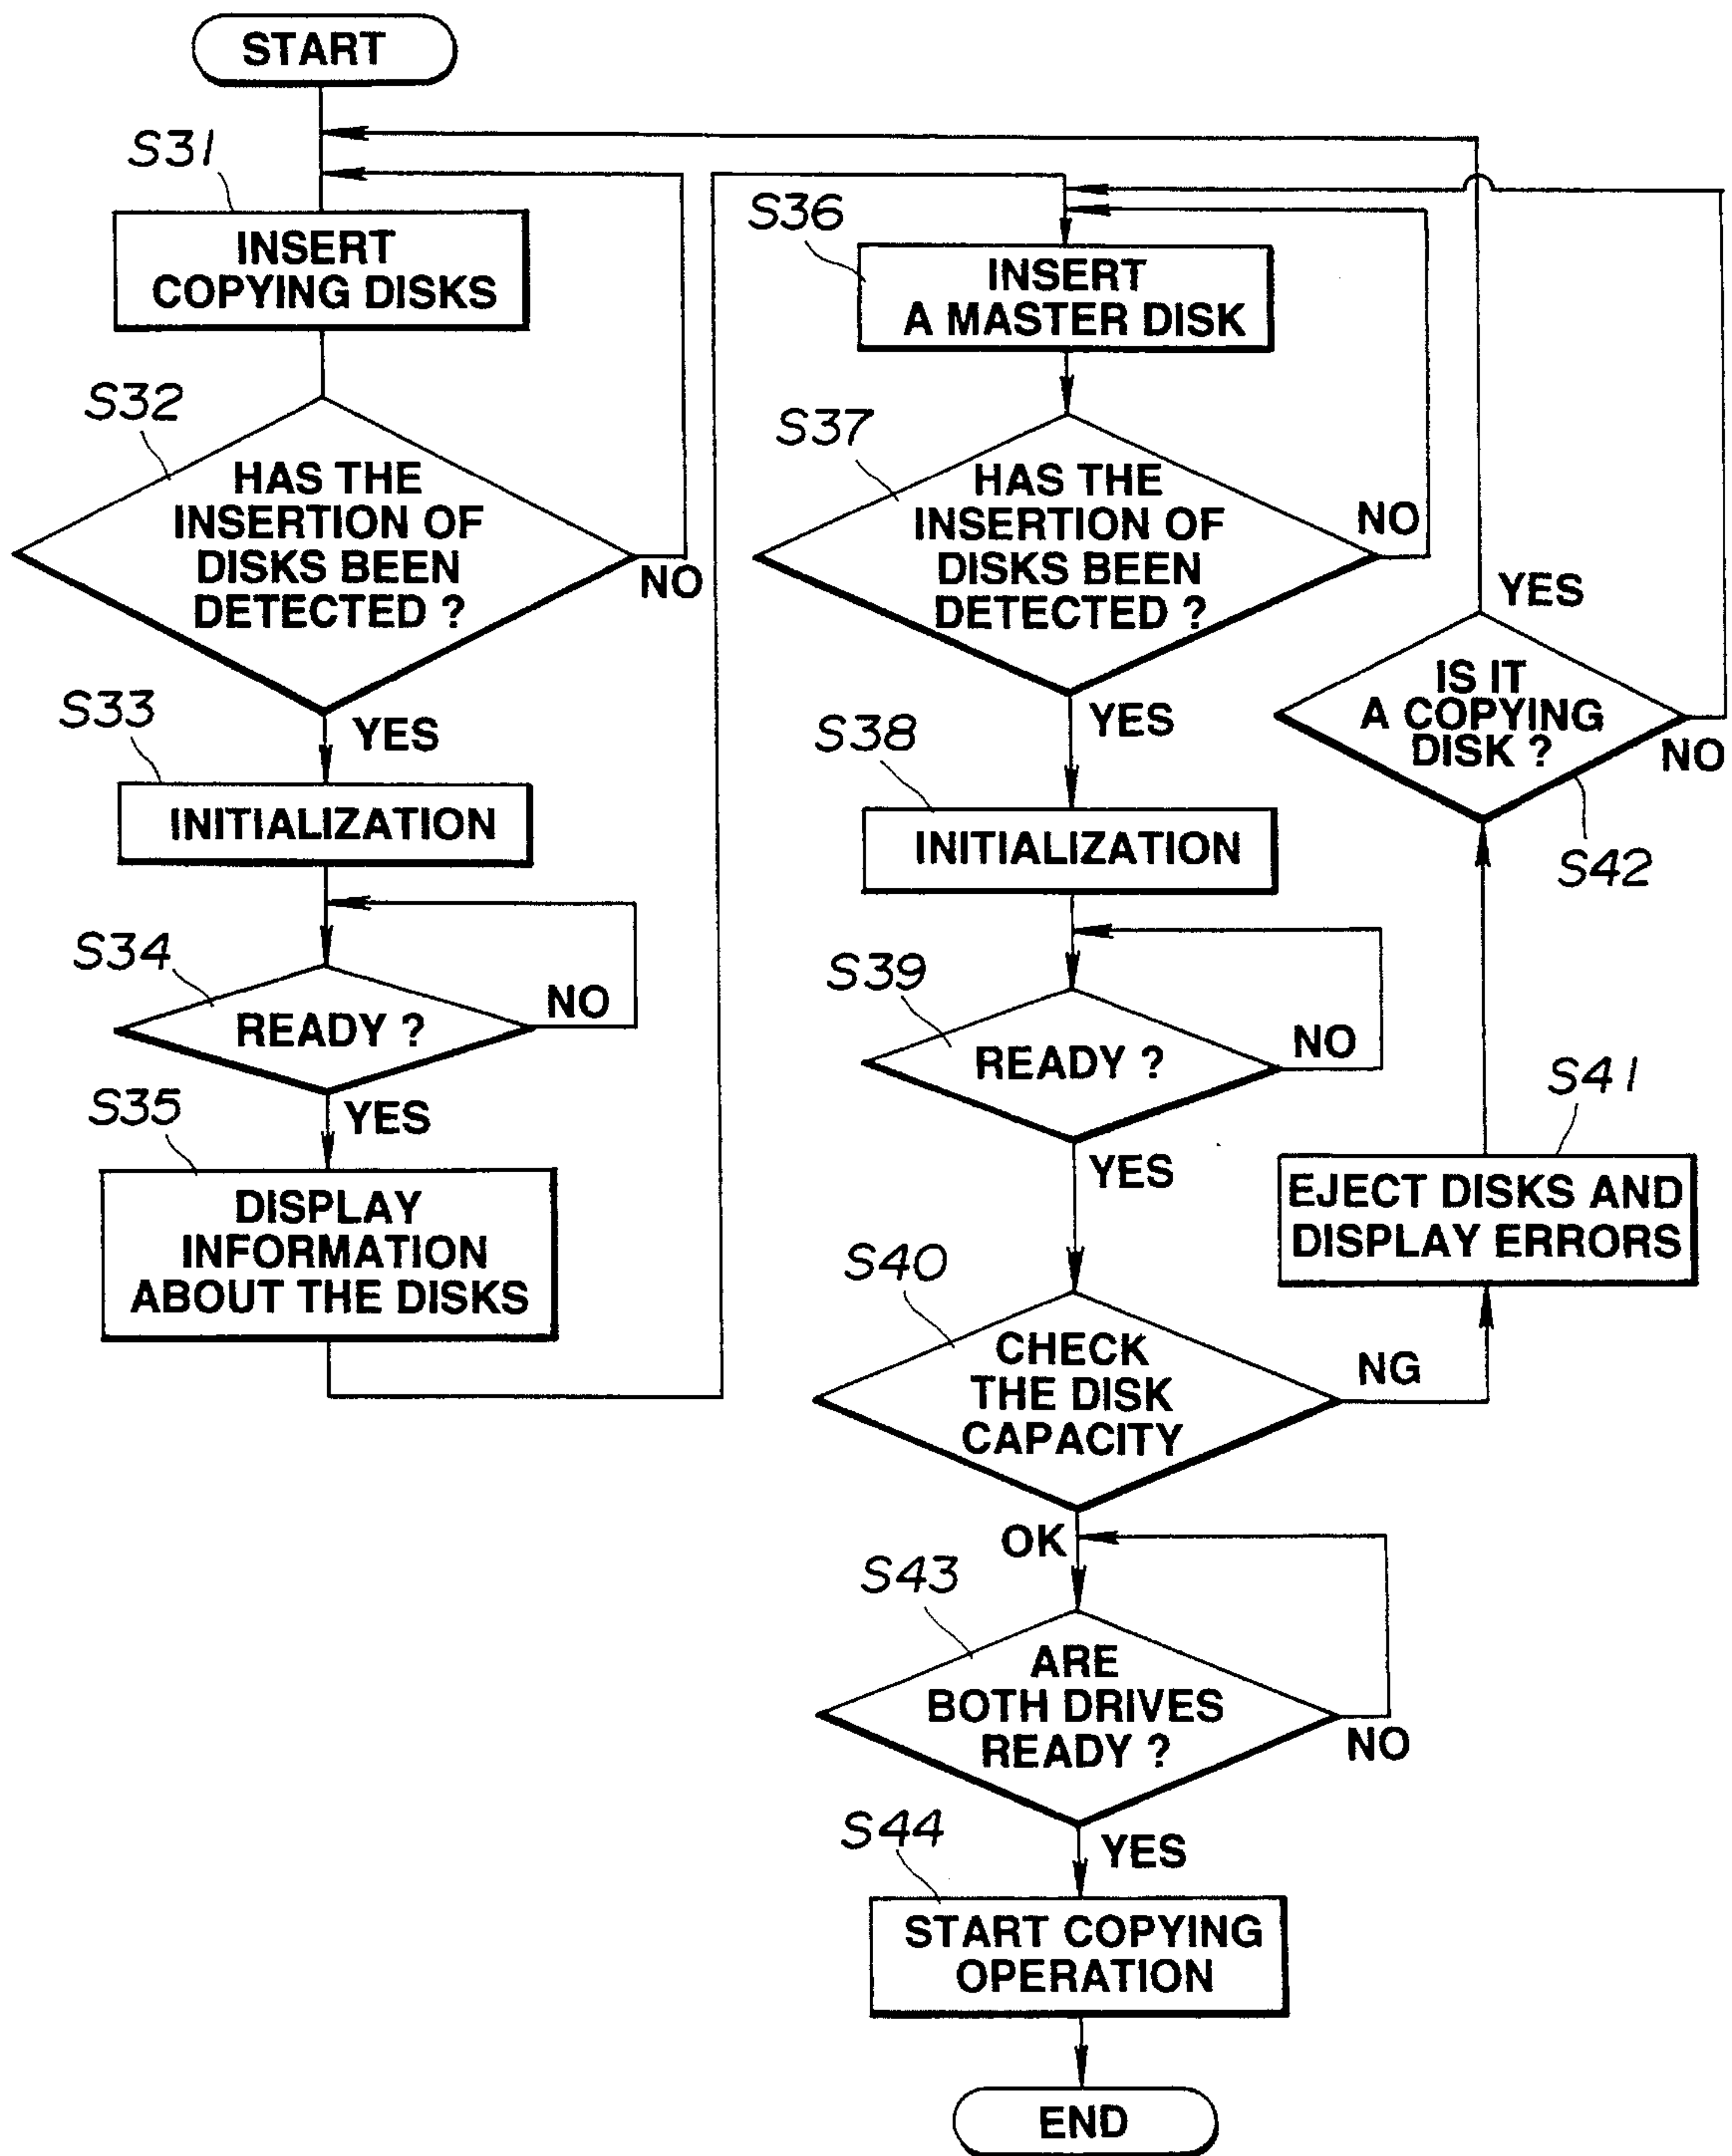 START
S31
INSERT
COPYING DISKS
S32
HAS THE
INSERTION OF
DISKS BEEN
DETECTED ?
NO
S33
YES
INITIALIZATION
S34
READY ?
NO
S35
YES
DISPLAY
INFORMATION
ABOUT THE DISKS
S36
INSERT
A MASTER DISK
S37
HAS THE
INSERTION OF
DISKS BEEN
DETECTED ?
NO
S38
YES
INITIALIZATION
S39
READY ?
NO
YES
S40
CHECK
THE DISK
CAPACITY
NG
OK
S41
EJECT DISKS AND
DISPLAY ERRORS
YES
IS IT
A COPYING
DISK ?
NO
S42
S43
ARE
BOTH DRIVES
READY ?
NO
S44
YES
START COPYING
OPERATION
END